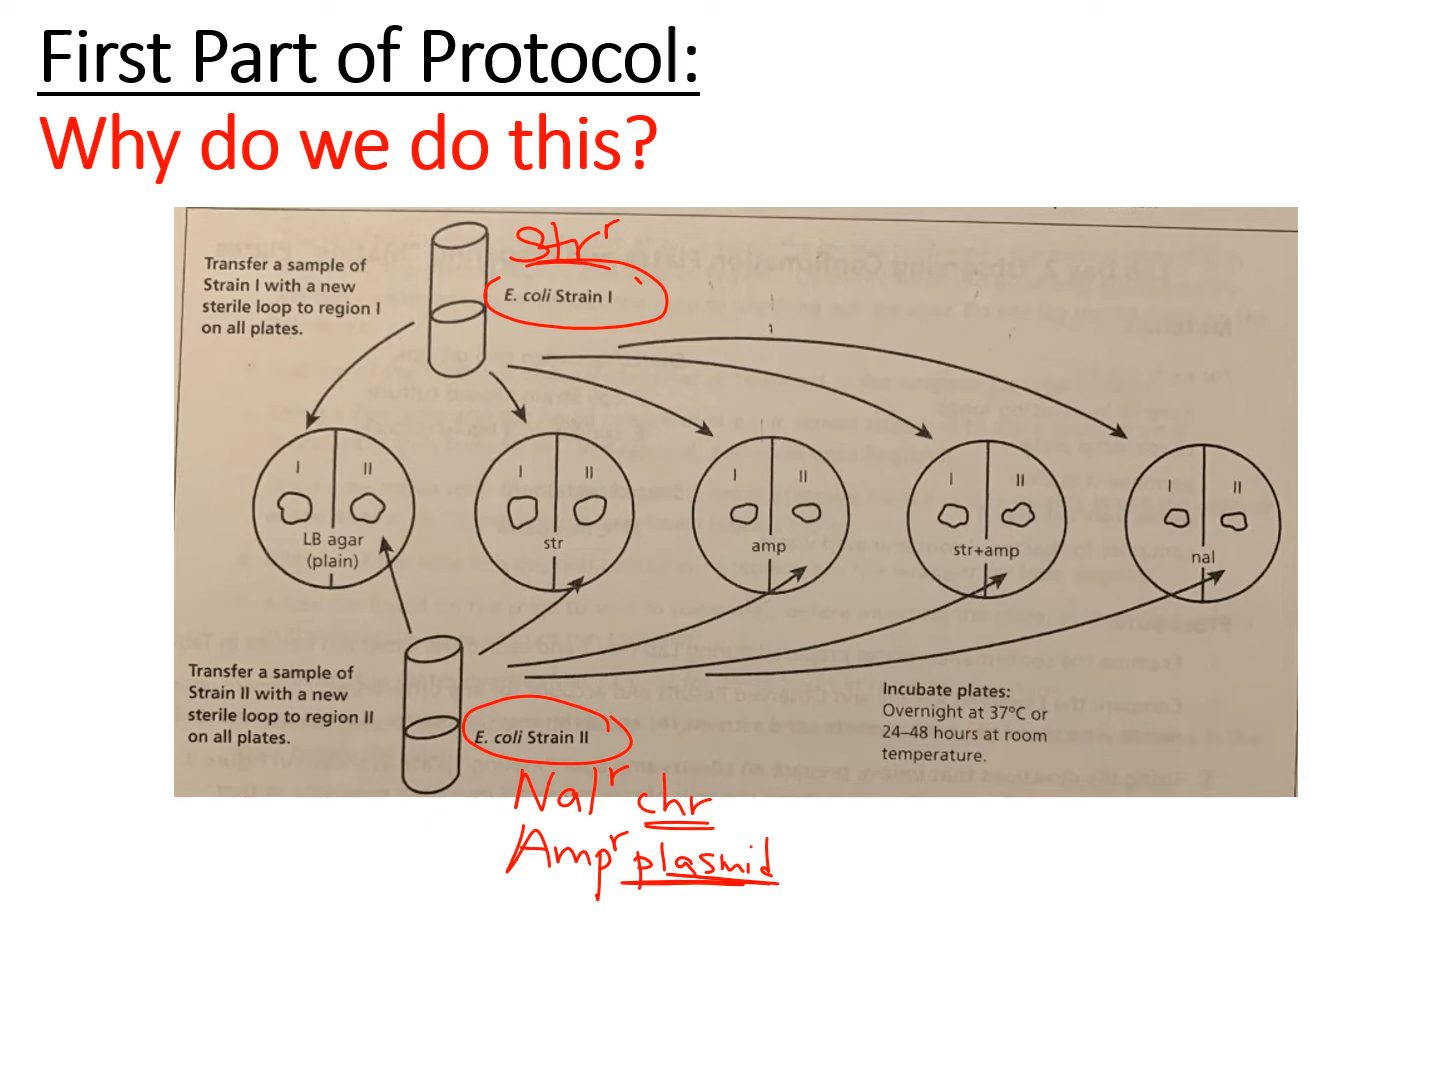 First Part of Protocol:
Why do we do this?
Str^r
Transfer a sample of
Strain I with a new
sterile loop to region I
on all plates.
E. coli Strain I
I II
LB agar
(plain)
I II
str
I II
amp
I II
str+amp
I II
nal
Transfer a sample of
Strain II with a new
sterile loop to region II
on all plates.
E. coli Strain II
Incubate plates:
Overnight at 37°C or
24–48 hours at room
temperature.
Nal^r chr
Amp^r plasmid